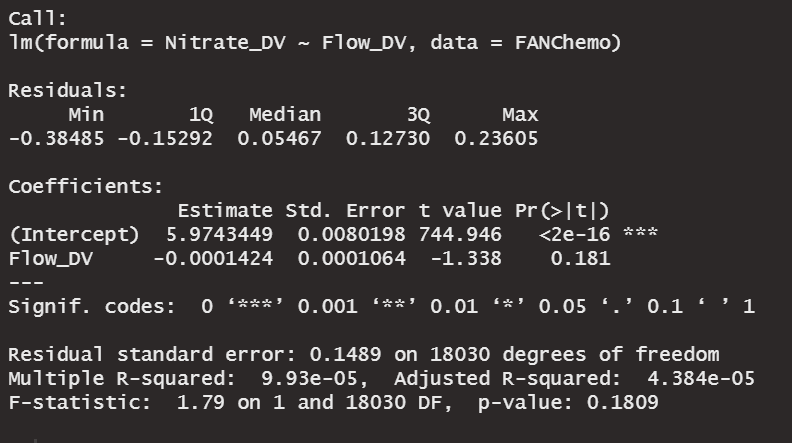 Call:
lm(formula = Nitrate_DV ~ Flow_DV, data = FANChemo)
Residuals:
     Min       1Q   Median       3Q      Max
-0.38485 -0.15292  0.05467  0.12730  0.23605
Coefficients:
              Estimate Std. Error t value Pr(>|t|)
(Intercept)  5.9743449  0.0080198 744.946   <2e-16 ***
Flow_DV     -0.0001424  0.0001064  -1.338    0.181
---
Signif. codes:  0 ‘***’ 0.001 ‘**’ 0.01 ‘*’ 0.05 ‘.’ 0.1 ‘ ’ 1
Residual standard error: 0.1489 on 18030 degrees of freedom
Multiple R-squared:  9.93e-05,  Adjusted R-squared:  4.384e-05
F-statistic:  1.79 on 1 and 18030 DF,  p-value: 0.1809